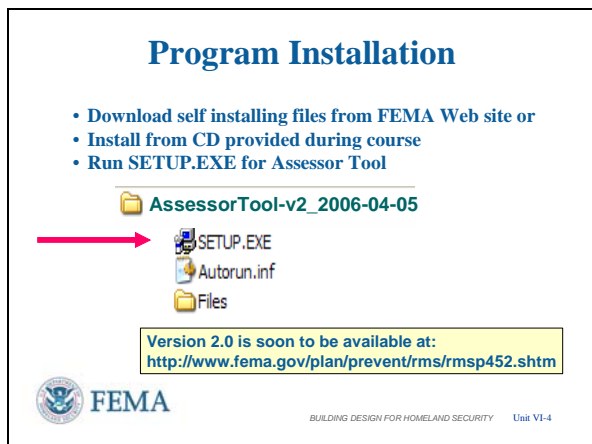 Program Installation
• Download self installing files from FEMA Web site or
• Install from CD provided during course
• Run SETUP.EXE for Assessor Tool
AssessorTool-v2_2006-04-05
SETUP.EXE
Autorun.inf
Files
Version 2.0 is soon to be available at:
http://www.fema.gov/plan/prevent/rms/rmsp452.shtm
FEMA
BUILDING DESIGN FOR HOMELAND SECURITY Unit VI-4